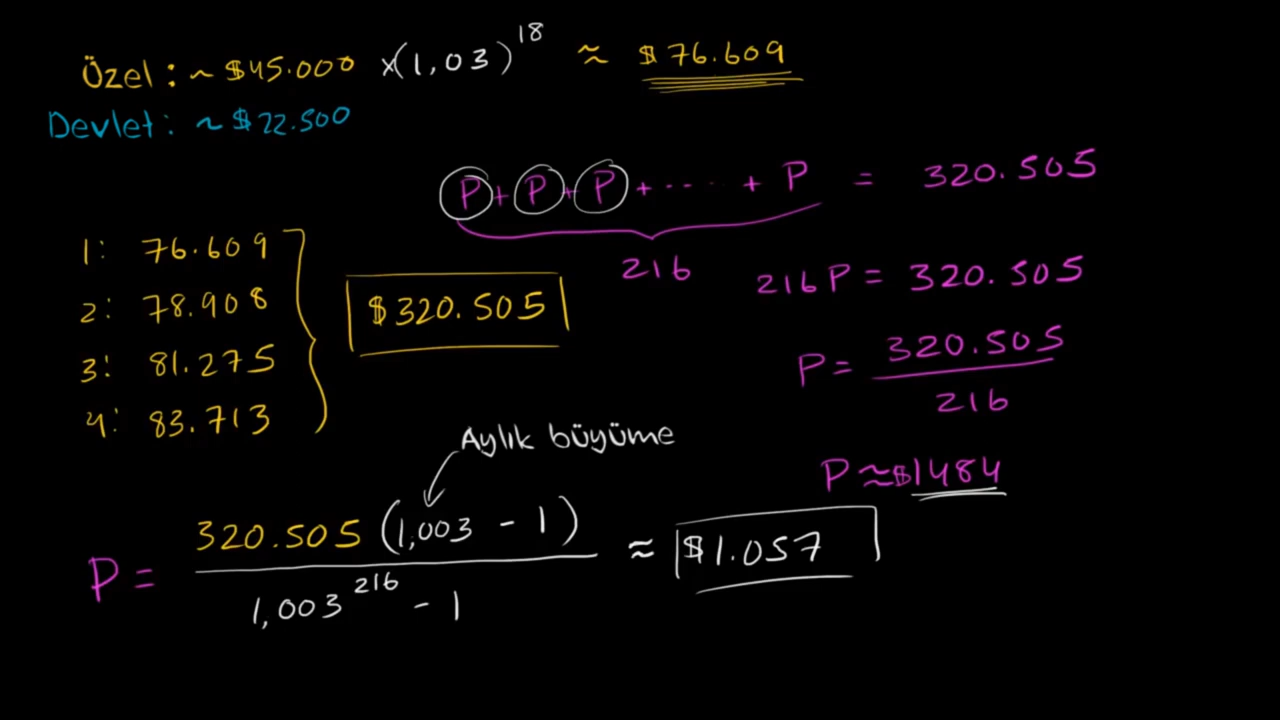 Özel: ~ $45.000 x(1,03)^18 ≈ $76.609
Devlet: ~ $22.500
P + P + P + ..... + P = 320.505
216
216P = 320.505
1: 76.609
2: 78.908
3: 81.275
4: 83.713
$320.505
P = 320.505
216
P ≈ $1484
Aylık büyüme
P = 320.505 (1,003 - 1) ≈ $1.057
1,003^216 - 1